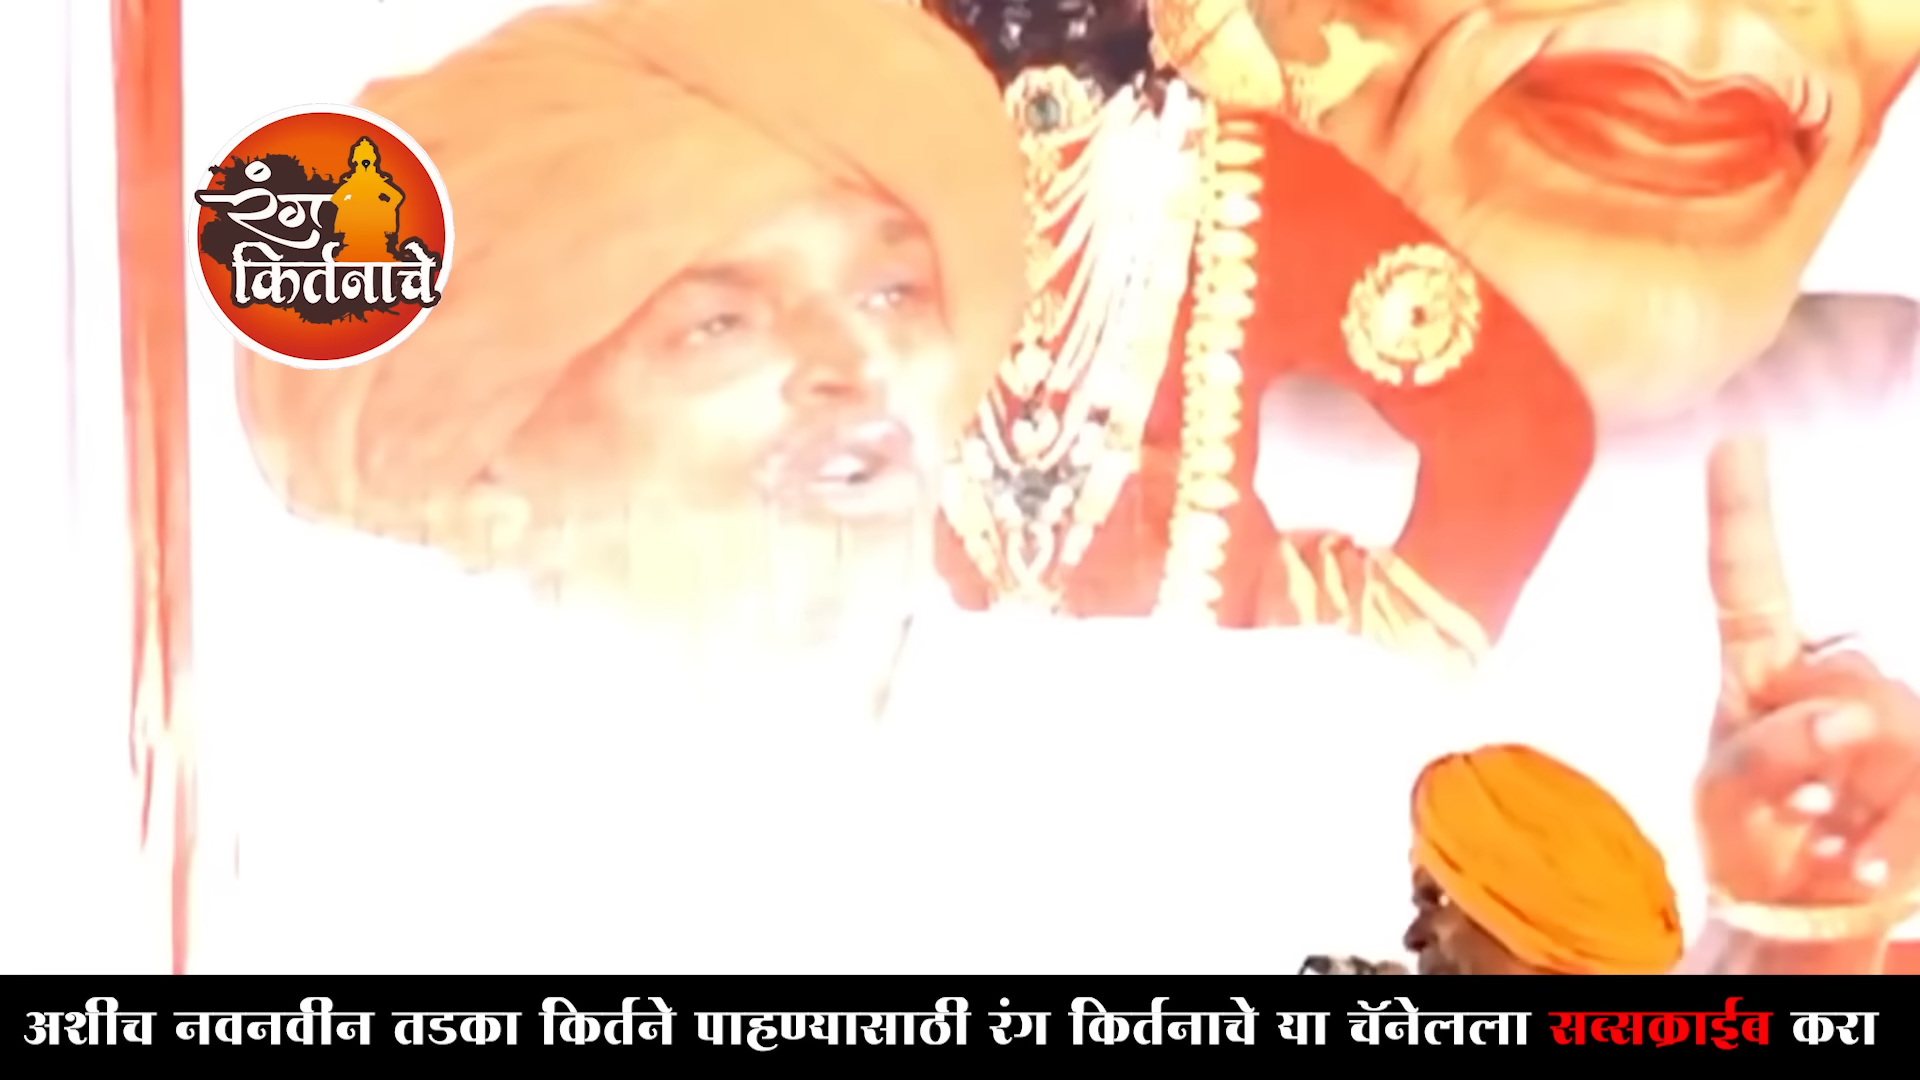 रंग
किर्तनाचे
अशीच नवनवीन तडका किर्तने पाहण्यासाठी रंग किर्तनाचे या चॅनेलला सब्सक्राईब करा